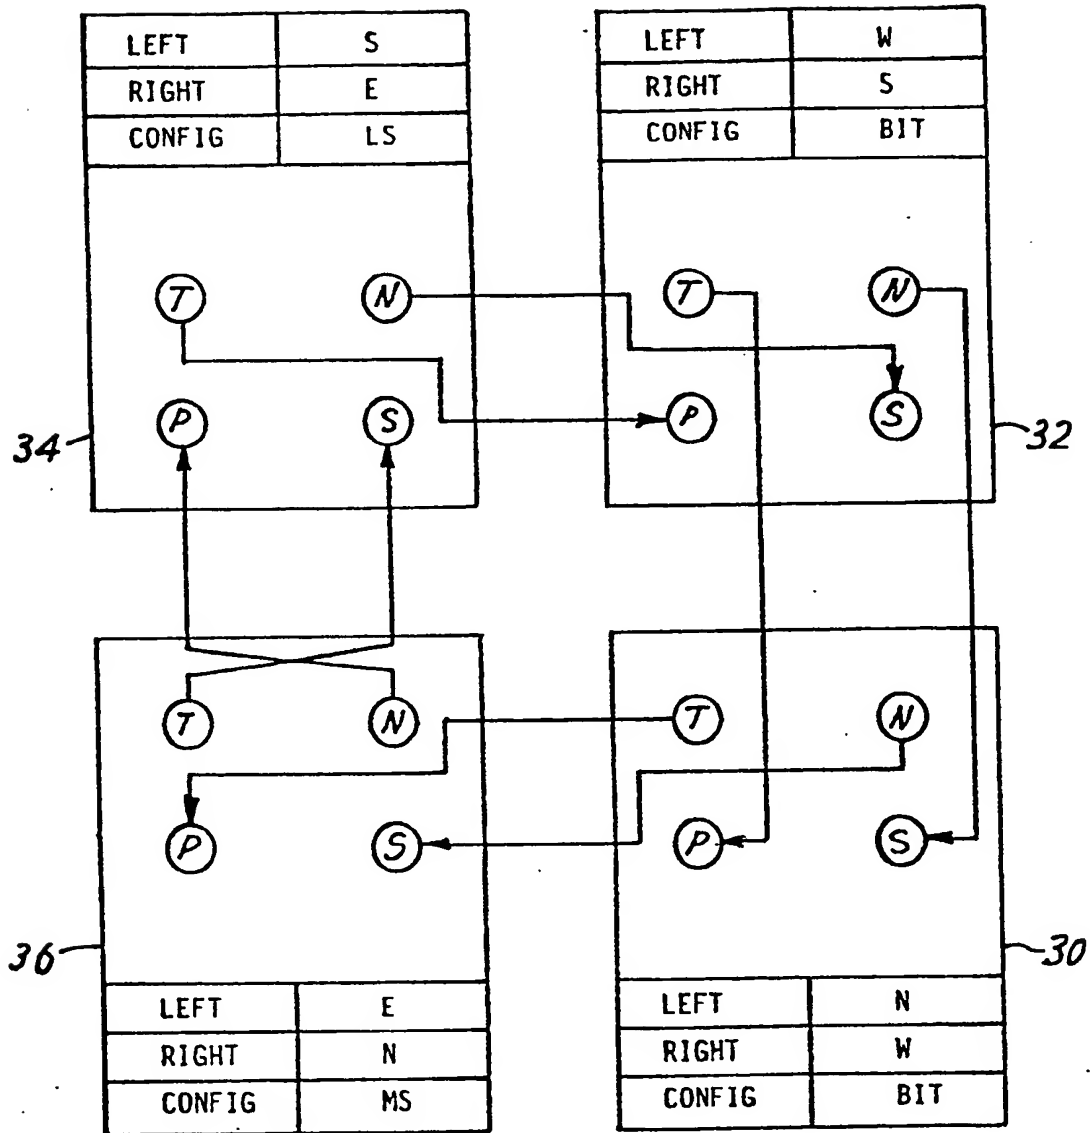 LEFT S LEFT W
RIGHT E RIGHT S
CONFIG LS CONFIG BIT
T N T N
P S P S
34 32
T N T N
P S P S
36 30
LEFT E LEFT N
RIGHT N RIGHT W
CONFIG MS CONFIG BIT